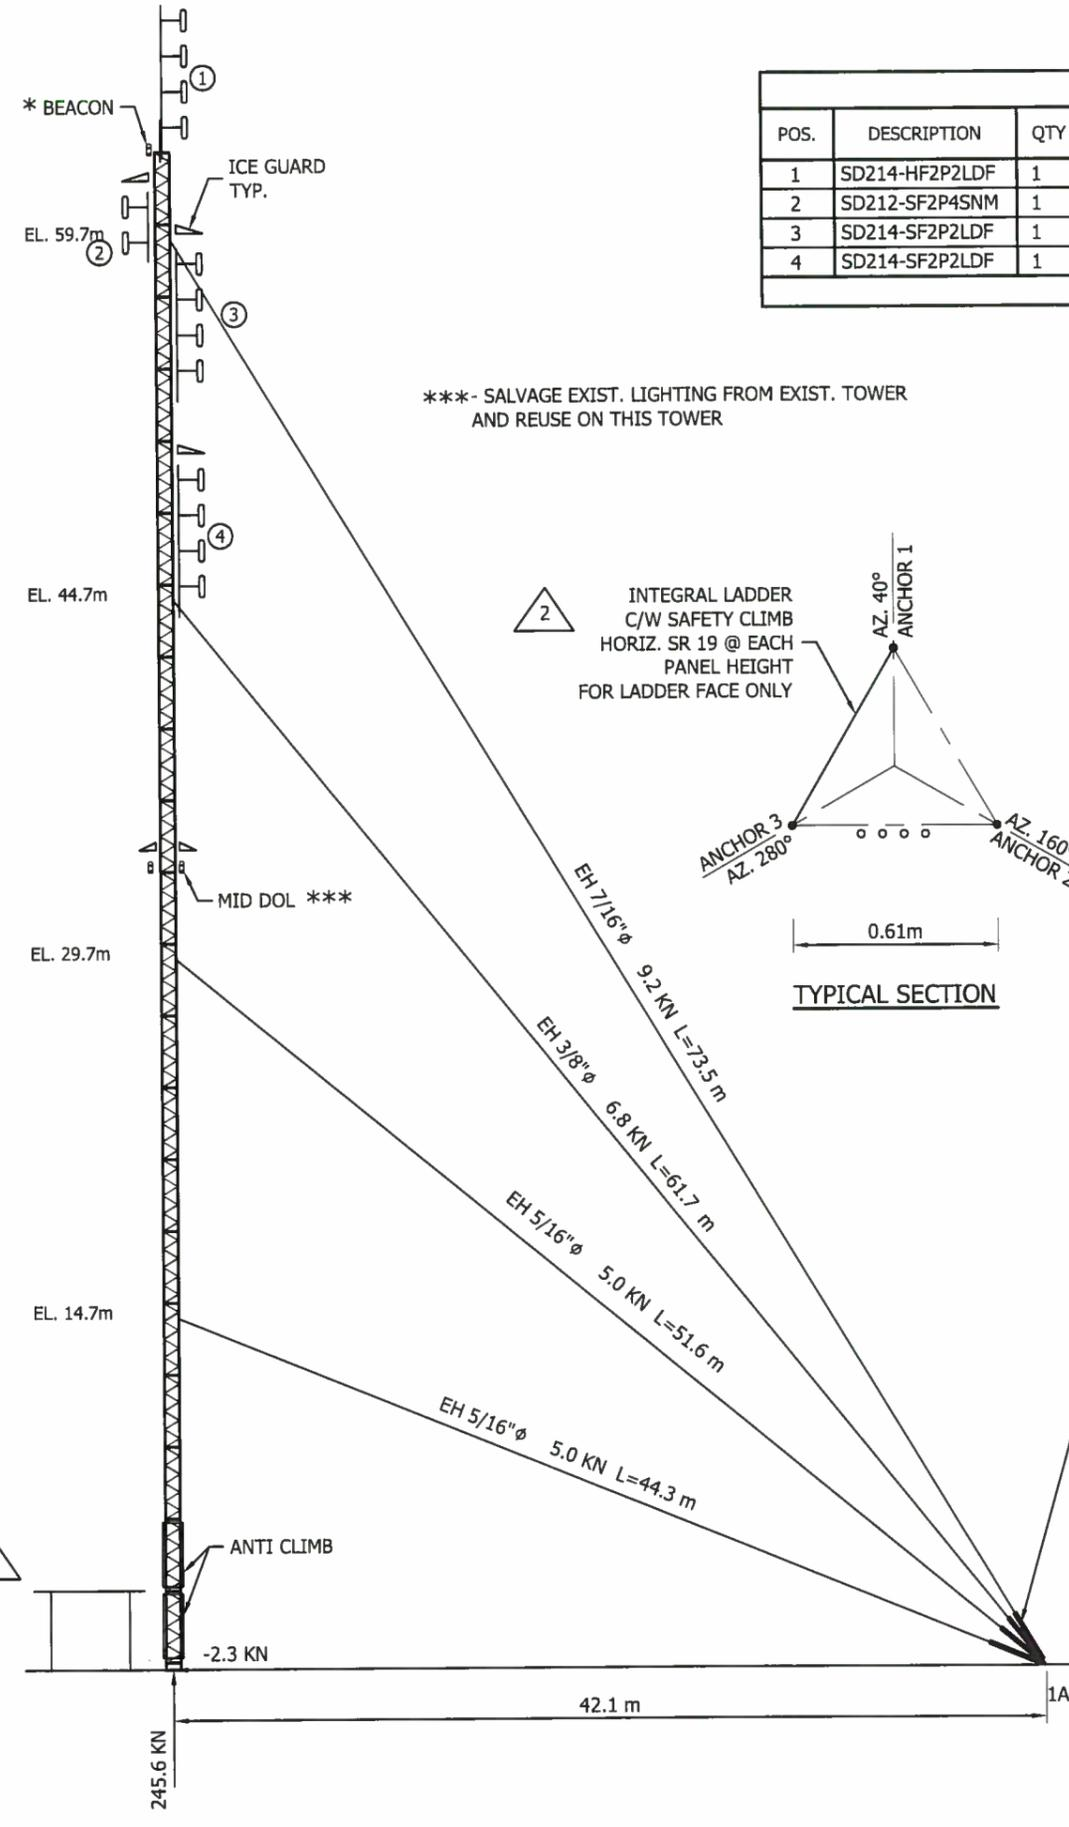 1
* BEACON
ICE GUARD
TYP.
EL. 59.7m
2
3
4
POS. DESCRIPTION QTY
1 SD214-HF2P2LDF 1
2 SD212-SF2P4SNM 1
3 SD214-SF2P2LDF 1
4 SD214-SF2P2LDF 1
***- SALVAGE EXIST. LIGHTING FROM EXIST. TOWER
AND REUSE ON THIS TOWER
EL. 44.7m
2
INTEGRAL LADDER
C/W SAFETY CLIMB
HORIZ. SR 19 @ EACH
PANEL HEIGHT
FOR LADDER FACE ONLY
AZ. 40°
ANCHOR 1
ANCHOR 3
AZ. 280°
AZ. 160°
ANCHOR 2
0.61m
TYPICAL SECTION
MID DOL ***
EL. 29.7m
EH 7/16"ø 9.2 KN L=73.5 m
EH 3/8"ø 6.8 KN L=61.7 m
EH 5/16"ø 5.0 KN L=51.6 m
EL. 14.7m
EH 5/16"ø 5.0 KN L=44.3 m
ANTI CLIMB
-2.3 KN
42.1 m
1A
245.6 KN